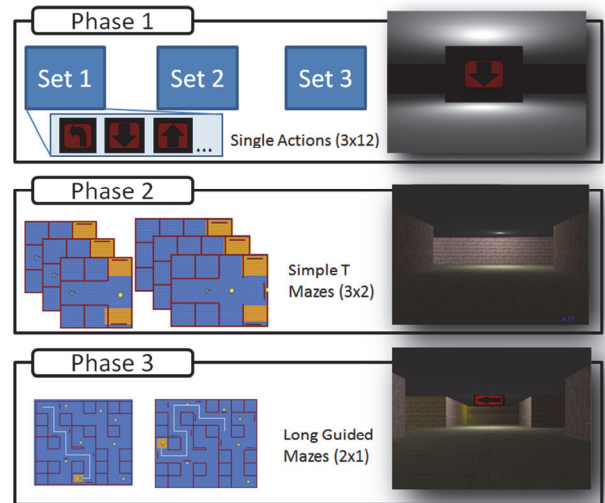 Phase 1
Set 1
Set 2
Set 3
...
Single Actions (3x12)
Phase 2
Simple T
Mazes (3x2)
Phase 3
Long Guided
Mazes (2x1)